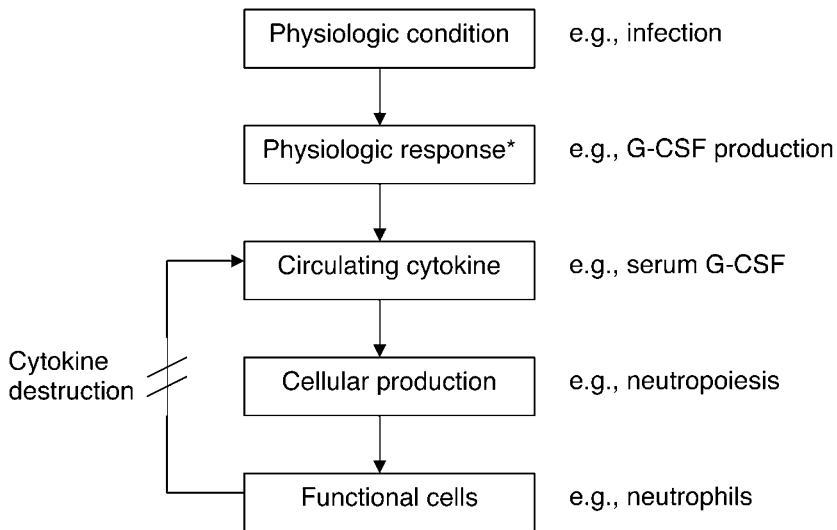 Physiologic condition e.g., infection
Physiologic response* e.g., G-CSF production
Circulating cytokine e.g., serum G-CSF
Cytokine
destruction
Cellular production e.g., neutropoiesis
Functional cells e.g., neutrophils